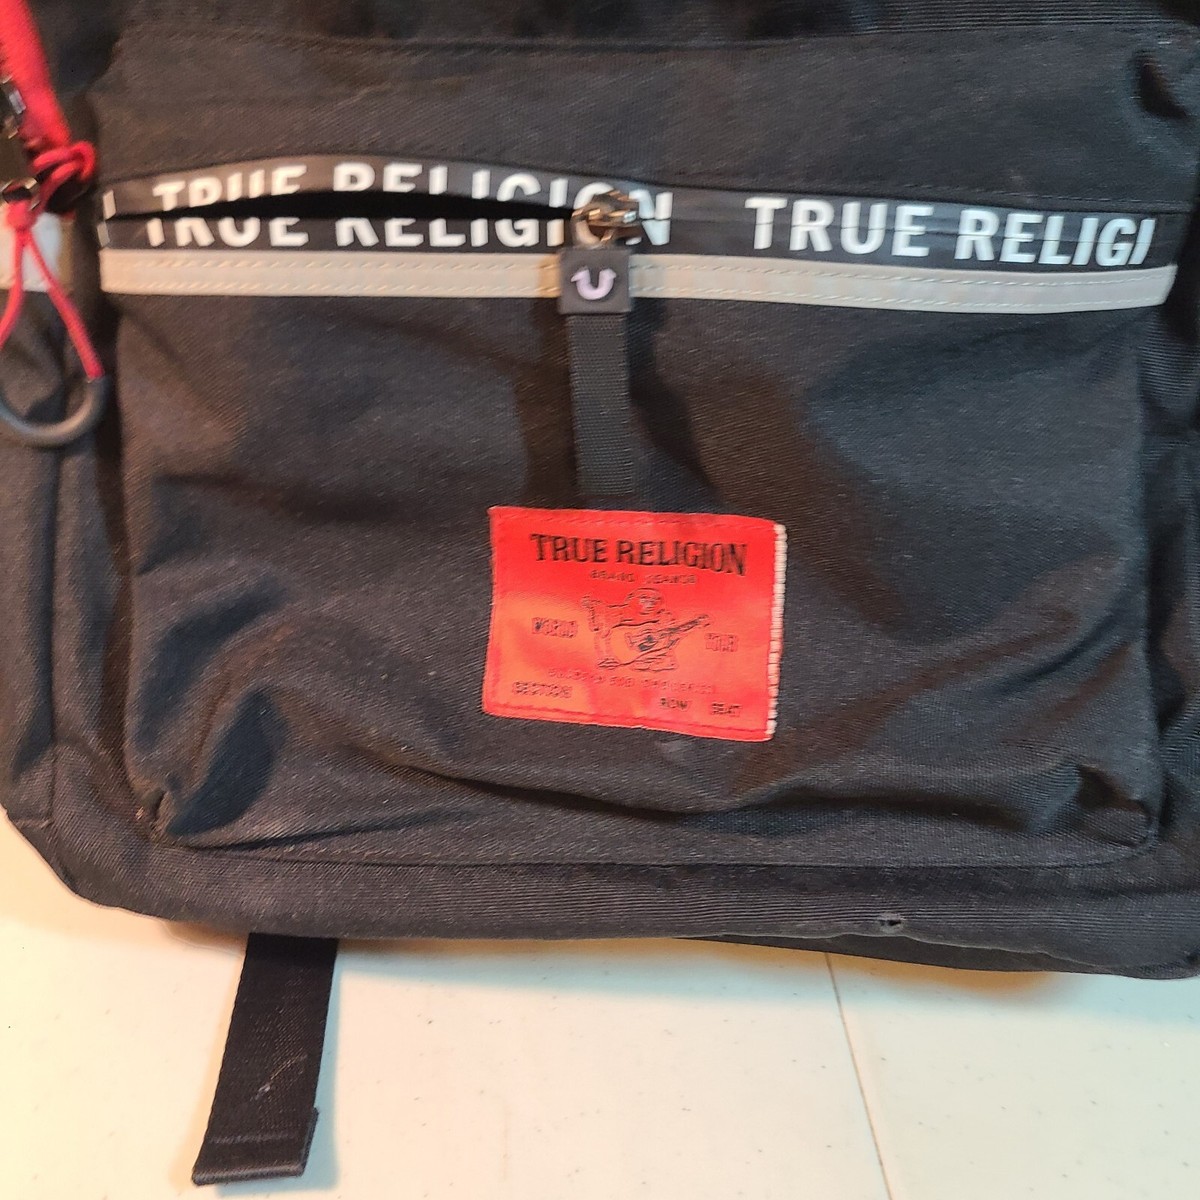 TRUE RELIGION TRUE RELIGI
TRUE RELIGION
BRAND JEANS
WORLD TOUR
SECTION ROW SEAT